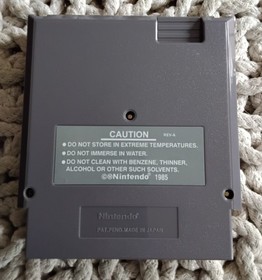 CAUTION REV-A
• DO NOT STORE IN EXTREME TEMPERATURES.
• DO NOT IMMERSE IN WATER.
• DO NOT CLEAN WITH BENZENE, THINNER,
ALCOHOL OR OTHER SUCH SOLVENTS.
©®Nintendo® 1985
Nintendo®
PAT. PEND. MADE IN JAPAN